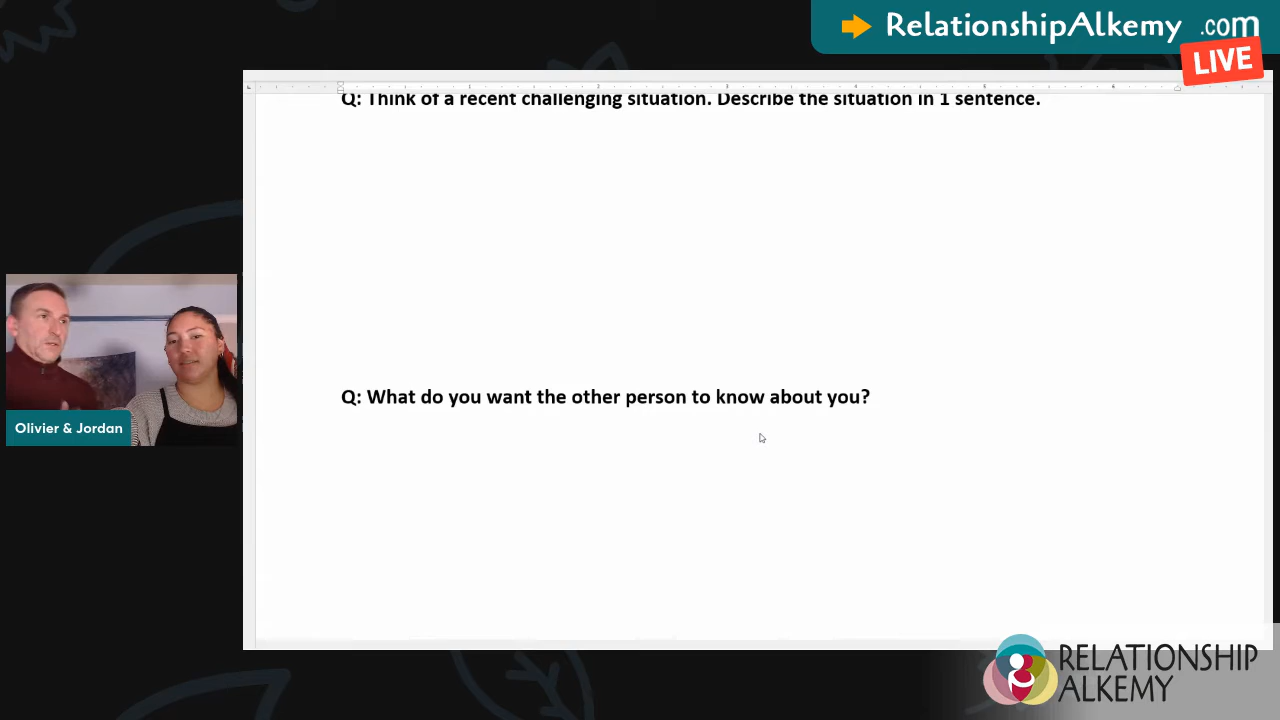 RelationshipAlkemy .com
LIVE
Q: Think of a recent challenging situation. Describe the situation in 1 sentence.
Q: What do you want the other person to know about you?
Olivier & Jordan
RELATIONSHIP
ALKEMY